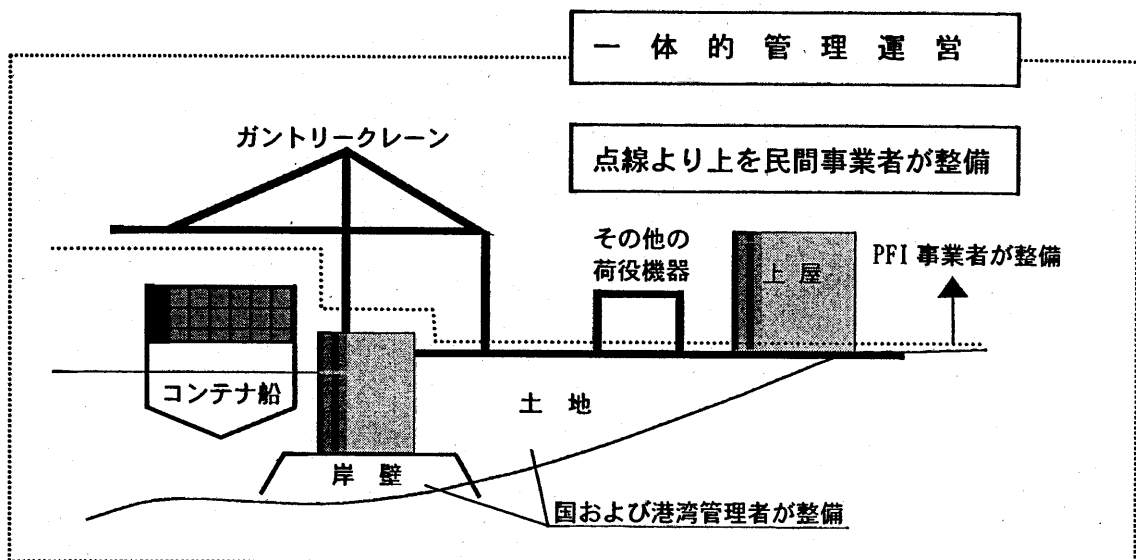 一体的管理運営
点線より上を民間事業者が整備
ガントリークレーン
その他の
荷役機器
上屋
PFI 事業者が整備
コンテナ船
土地
岸壁
国および港湾管理者が整備